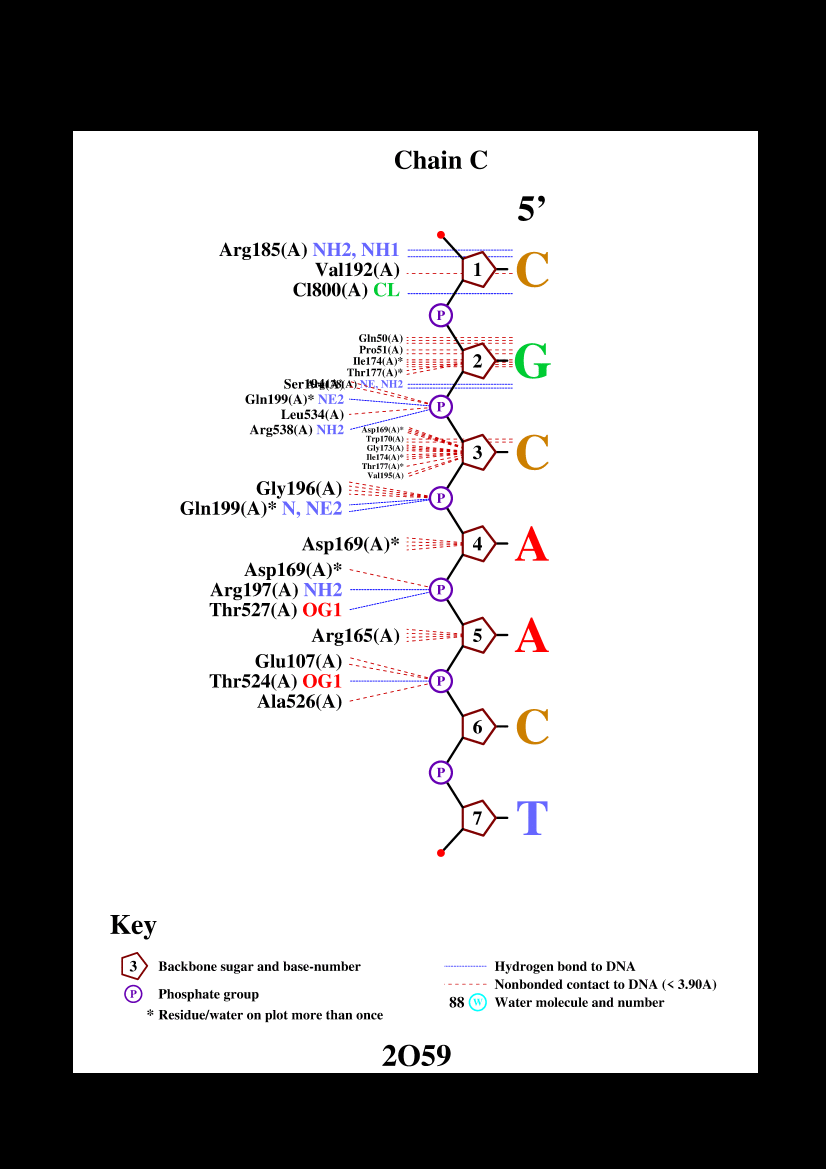 Chain C
5’
Arg185(A) NH2, NH1
Val192(A)
Cl800(A) CL
1 C
P
Gln50(A)
Pro51(A)
Ile174(A)*
Thr177(A)*
2 G
Ser194(A)
NE, NH2
Gln199(A)* NE2
Leu534(A)
Arg538(A) NH2
P
Asp169(A)*
Trp170(A)
Gly173(A)
Ile174(A)*
Thr177(A)*
Val195(A)
3 C
Gly196(A)
Gln199(A)* N, NE2
P
Asp169(A)*
4 A
Asp169(A)*
Arg197(A) NH2
Thr527(A) OG1
P
Arg165(A)
5 A
Glu107(A)
Thr524(A) OG1
Ala526(A)
P
6 C
P
7 T
Key
3 Backbone sugar and base-number
P Phosphate group
* Residue/water on plot more than once
Hydrogen bond to DNA
Nonbonded contact to DNA (< 3.90A)
88 W Water molecule and number
2O59